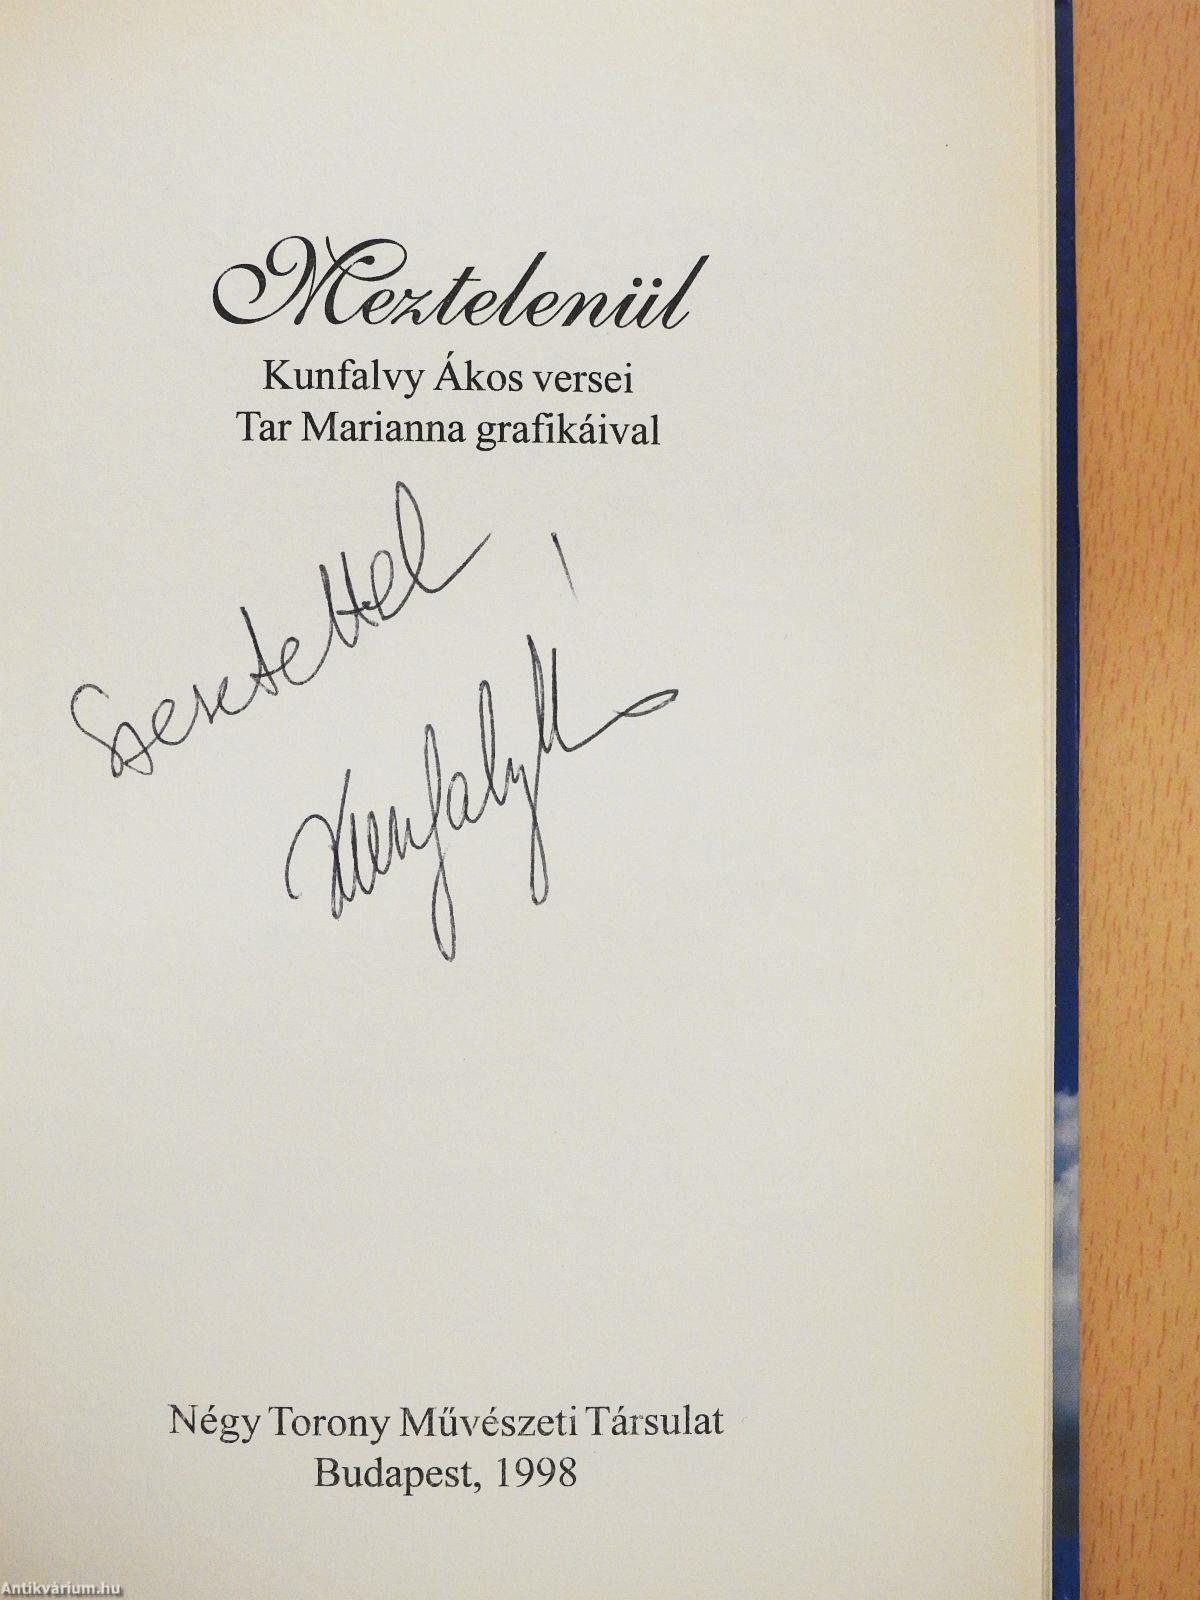 Meztelenül
Kunfalvy Ákos versei
Tar Marianna grafikáival
Szeretettel
Négy Torony Művészeti Társulat
Budapest, 1998
Antikvárium.hu